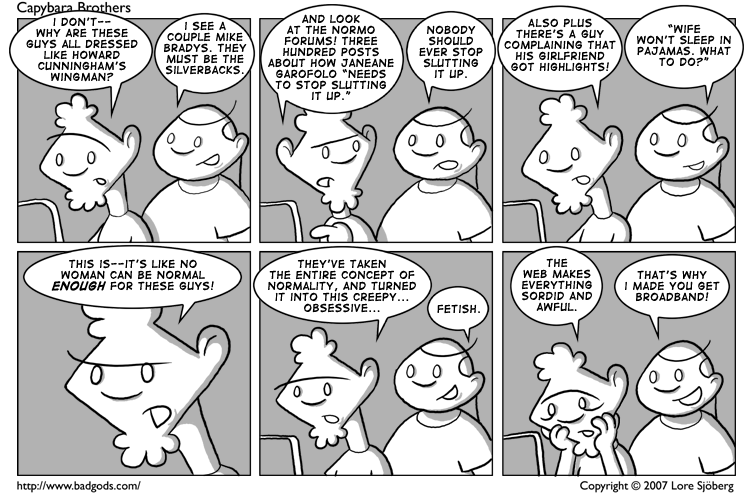 Capybara Brothers
I DON'T--
WHY ARE THESE
GUYS ALL DRESSED
LIKE HOWARD
CUNNINGHAM'S
WINGMAN?
I SEE A
COUPLE MIKE
BRADYS. THEY
MUST BE THE
SILVERBACKS.
AND LOOK
AT THE NORMO
FORUMS! THREE
HUNDRED POSTS
ABOUT HOW JANEANE
GAROFOLO "NEEDS
TO STOP SLUTTING
IT UP."
NOBODY
SHOULD
EVER STOP
SLUTTING
IT UP.
ALSO PLUS
THERE'S A GUY
COMPLAINING THAT
HIS GIRLFRIEND
GOT HIGHLIGHTS!
"WIFE
WON'T SLEEP IN
PAJAMAS. WHAT
TO DO?"
THIS IS--IT'S LIKE NO
WOMAN CAN BE NORMAL
ENOUGH FOR THESE GUYS!
THEY'VE TAKEN
THE ENTIRE CONCEPT OF
NORMALITY, AND TURNED
IT INTO THIS CREEPY...
OBSESSIVE...
FETISH.
THE
WEB MAKES
EVERYTHING
SORDID AND
AWFUL.
THAT'S WHY
I MADE YOU GET
BROADBAND!
http://www.badgods.com/
Copyright © 2007 Lore Sjöberg